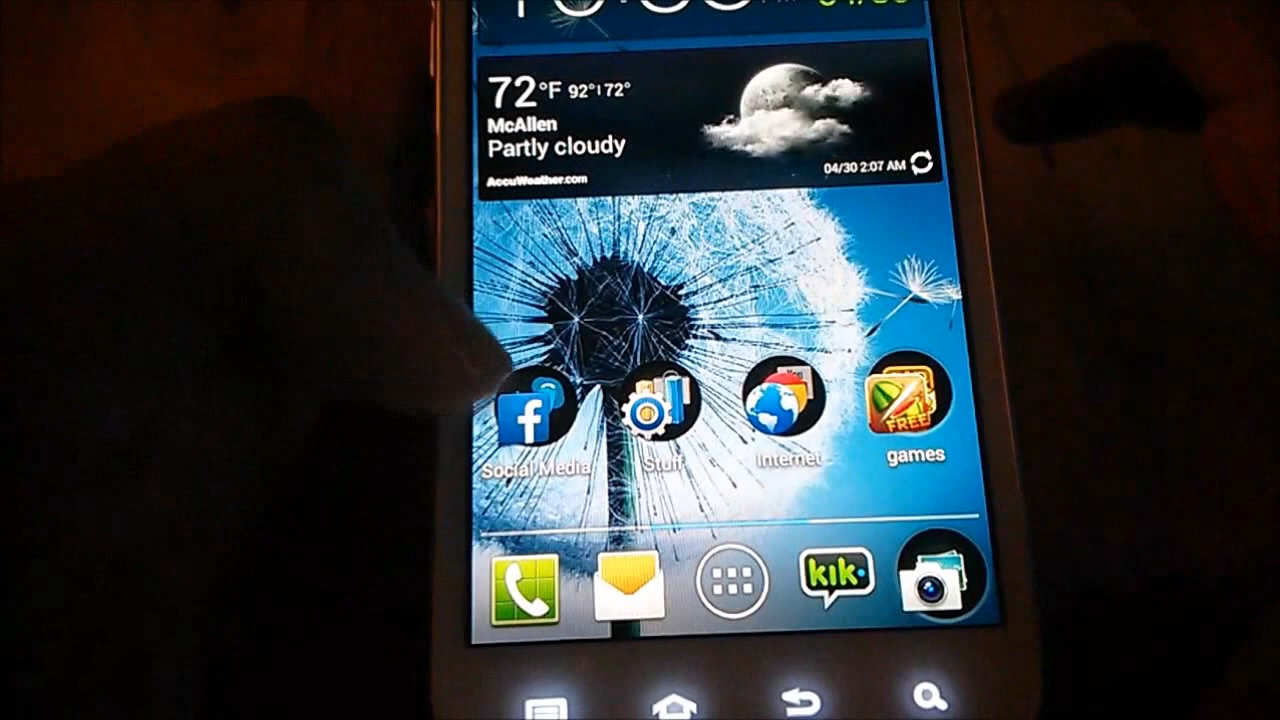 72°F 92°|72°
McAllen
Partly cloudy
AccuWeather.com
04/30 2:07 AM
FREE
Social Media
Stuff
Internet
games
kik